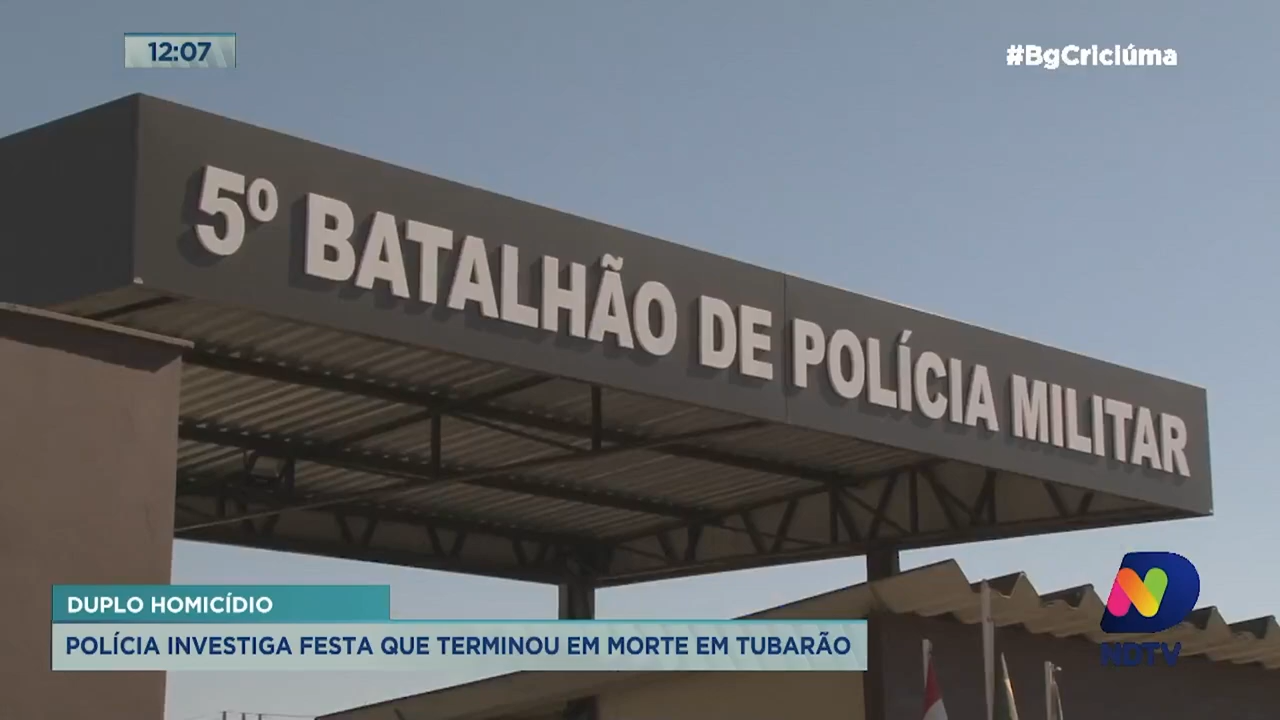 12:07
#BgCriciúma
5º BATALHÃO DE POLÍCIA MILITAR
DUPLO HOMICÍDIO
POLÍCIA INVESTIGA FESTA QUE TERMINOU EM MORTE EM TUBARÃO
N
NDTV